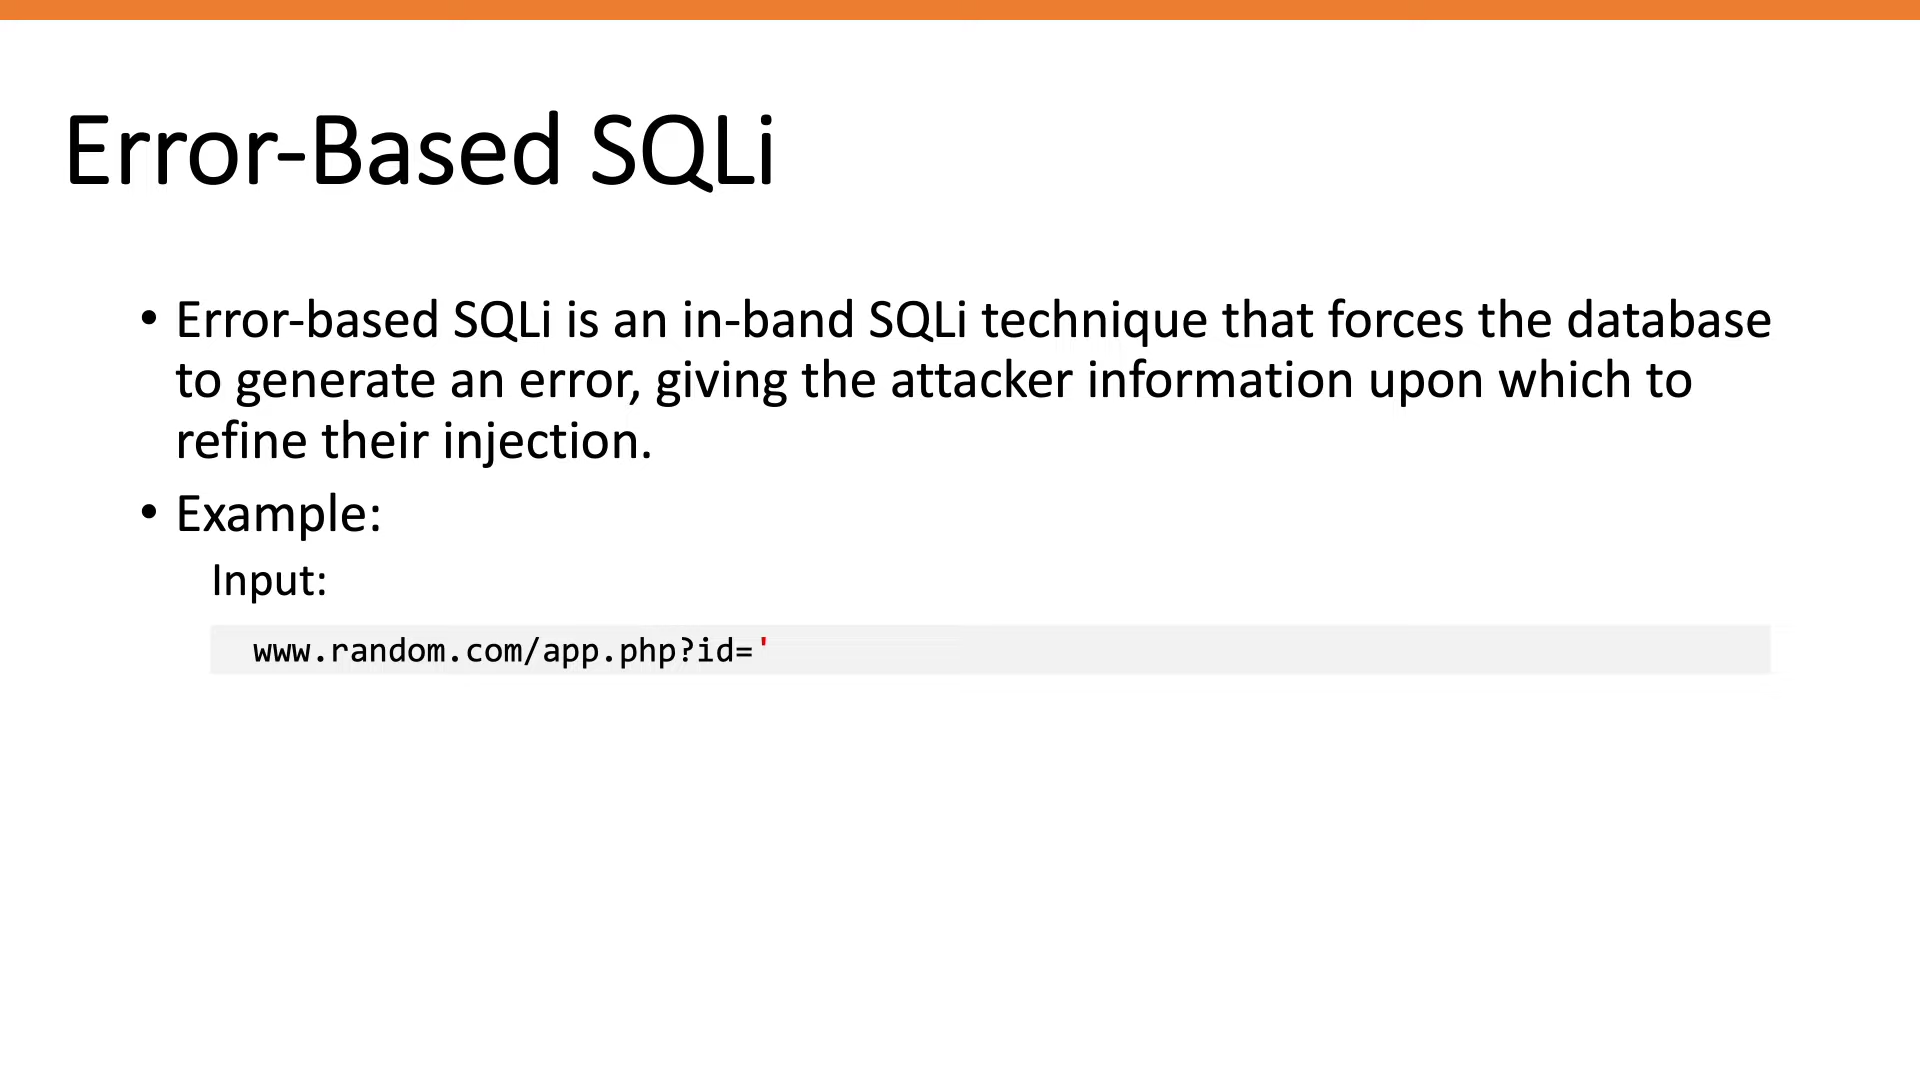 Error-Based SQLi
• Error-based SQLi is an in-band SQLi technique that forces the database
to generate an error, giving the attacker information upon which to
refine their injection.
• Example:
Input:
www.random.com/app.php?id='